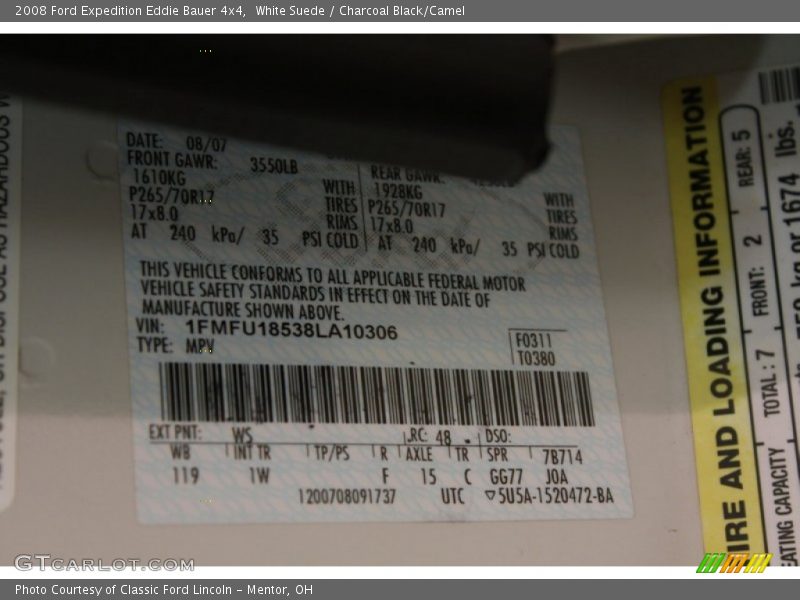 2008 Ford Expedition Eddie Bauer 4x4, White Suede / Charcoal Black/Camel
DATE: 08/07
FRONT GAWR: 3550LB
1610KG WITH
P265/70R17 TIRES
17x8.0 RIMS
AT 240 kPa/ 35 PSI COLD
REAR GAWR:
1928KG WITH
P265/70R17 TIRES
17x8.0 RIMS
AT 240 kPa/ 35 PSI COLD
THIS VEHICLE CONFORMS TO ALL APPLICABLE FEDERAL MOTOR
VEHICLE SAFETY STANDARDS IN EFFECT ON THE DATE OF
MANUFACTURE SHOWN ABOVE.
VIN: 1FMFU18538LA10306
TYPE: MPV
F0311
T0380
EXT PNT: WS RC: 48 DSO:
WB INT TR TP/PS R AXLE TR SPR 7B714
119 1W F 15 C GG77 J0A
1200708091737 UTC ▽5U5A-1520472-BA
IRE AND LOADING INFORMATION
EATING CAPACITY TOTAL: 7 FRONT: 2 REAR: 5
kg or 1674 lbs.
GTCARLOT.COM
Photo Courtesy of Classic Ford Lincoln – Mentor, OH